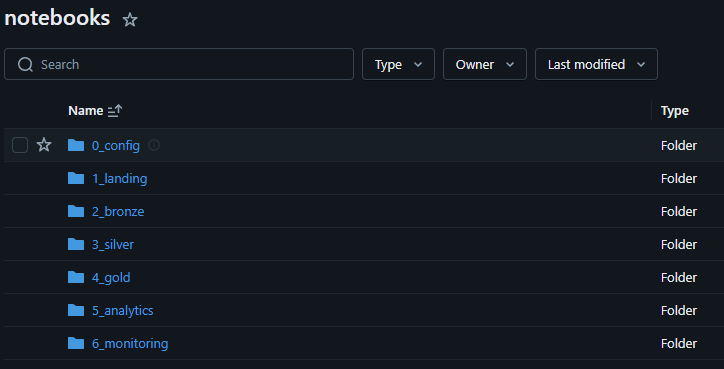 notebooks
Search Type Owner Last modified
Name Type
0_config Folder
1_landing Folder
2_bronze Folder
3_silver Folder
4_gold Folder
5_analytics Folder
6_monitoring Folder